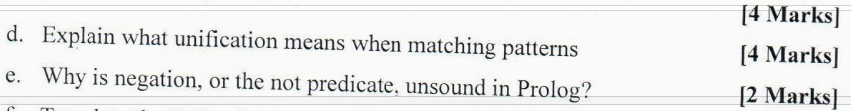 [4 Marks]
d. Explain what unification means when matching patterns [4 Marks]
e. Why is negation, or the not predicate, unsound in Prolog? [2 Marks]